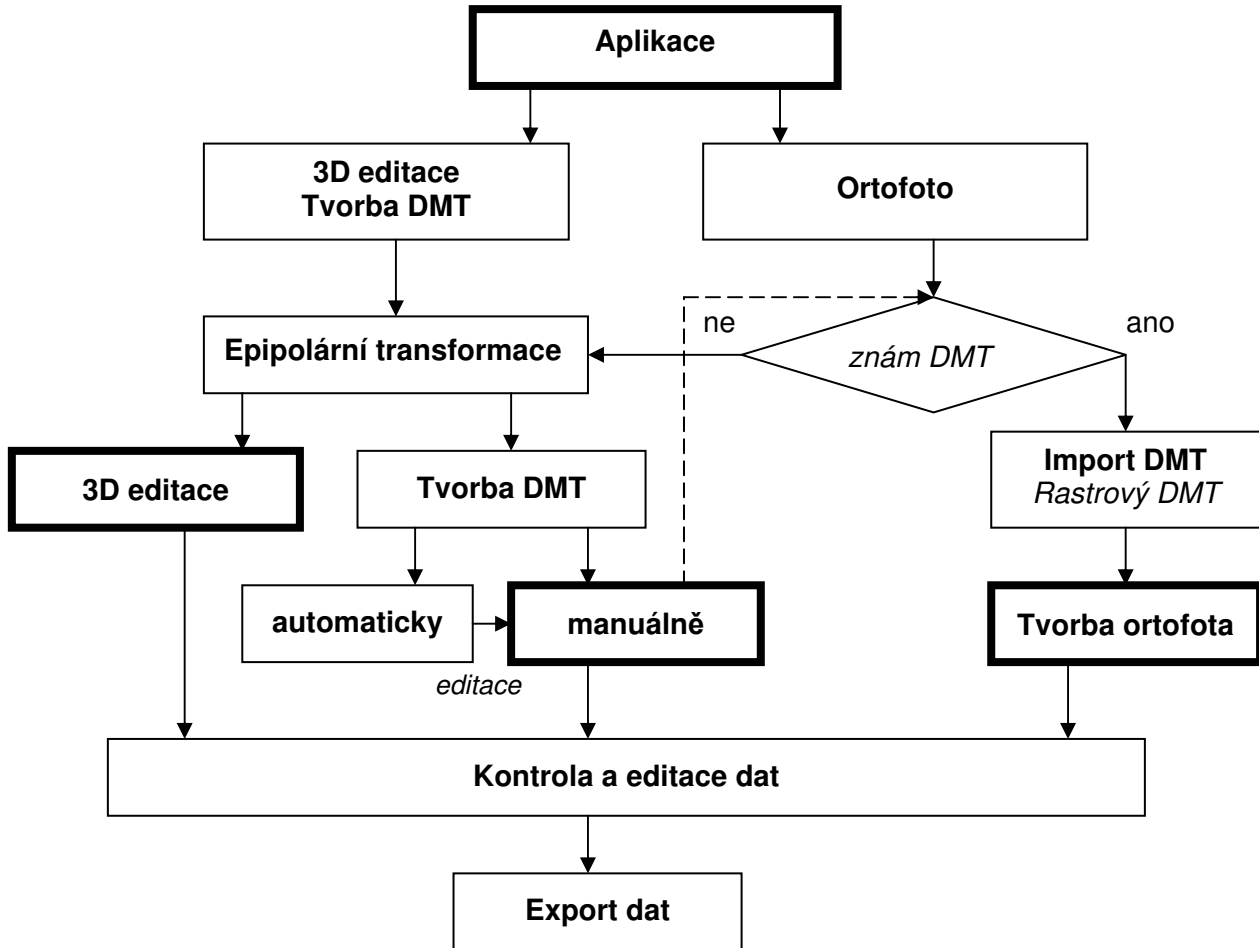 Aplikace
3D editace
Tvorba DMT
Ortofoto
ne
ano
Epipolární transformace
znám DMT
3D editace
Tvorba DMT
Import DMT
Rastrový DMT
automaticky
manuálně
Tvorba ortofota
editace
Kontrola a editace dat
Export dat